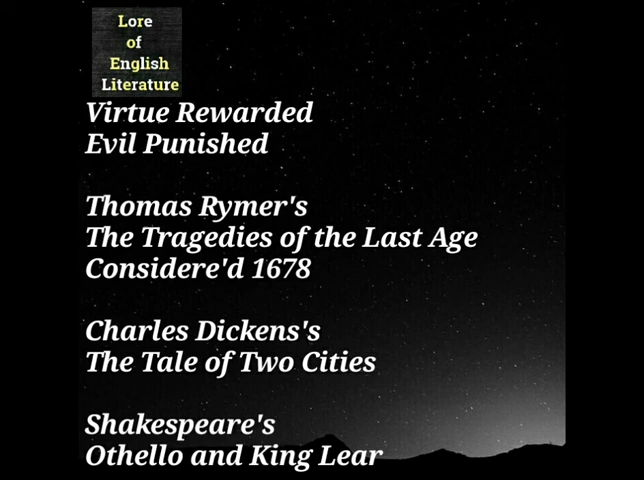 Lore
of
English
Literature
Virtue Rewarded
Evil Punished
Thomas Rymer's
The Tragedies of the Last Age
Considere'd 1678
Charles Dickens's
The Tale of Two Cities
Shakespeare's
Othello and King Lear